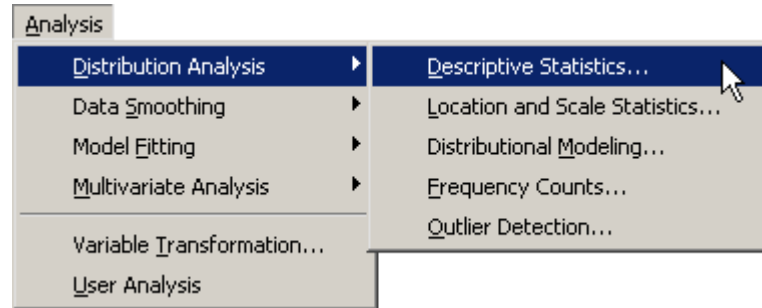 Analysis
Distribution Analysis
Data Smoothing
Model Fitting
Multivariate Analysis
Variable Transformation...
User Analysis
Descriptive Statistics...
Location and Scale Statistics...
Distributional Modeling...
Frequency Counts...
Outlier Detection...